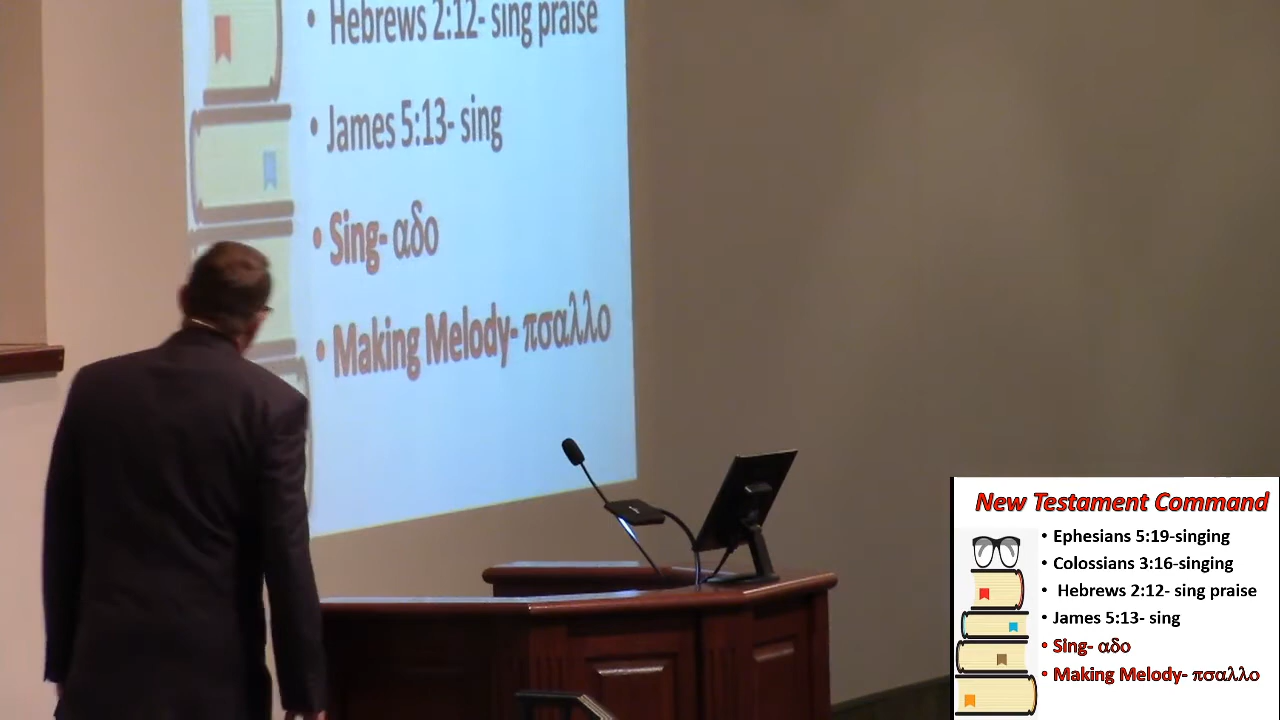 Hebrews 2:12- sing praise
• James 5:13- sing
• Sing- αδο
• Making Melody- πσαλλο
New Testament Command
• Ephesians 5:19-singing
• Colossians 3:16-singing
• Hebrews 2:12- sing praise
• James 5:13- sing
• Sing- αδο
• Making Melody- πσαλλο